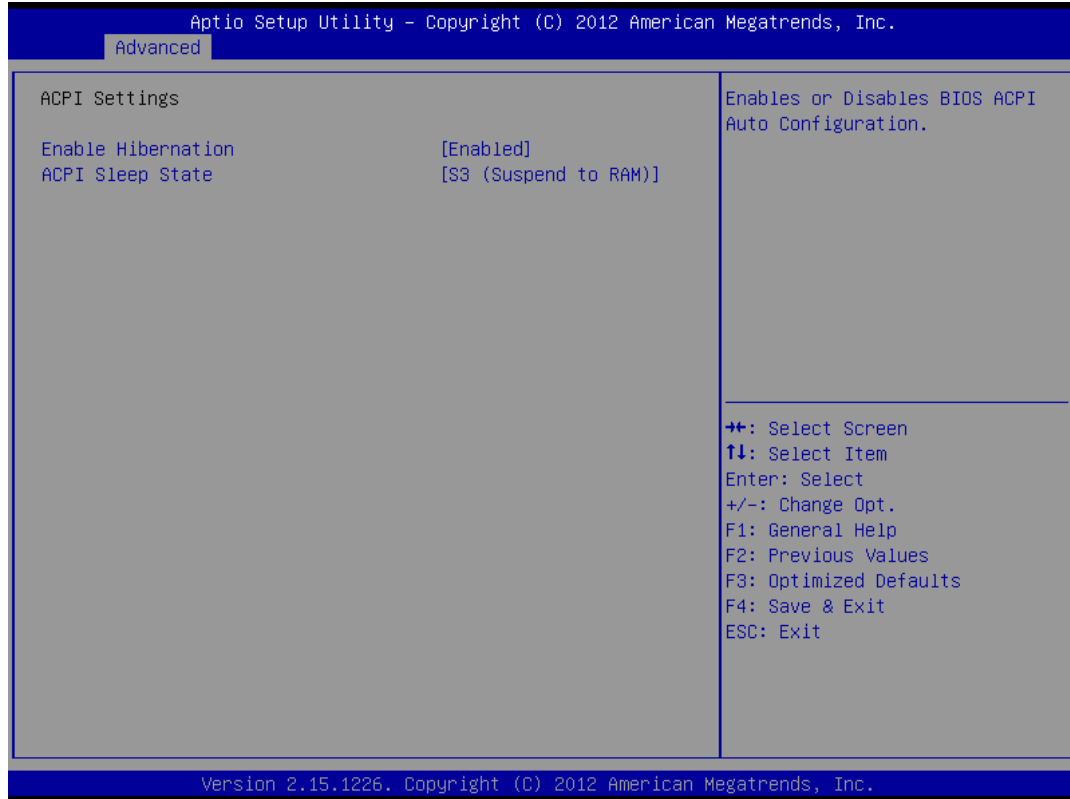 Aptio Setup Utility – Copyright (C) 2012 American Megatrends, Inc.
Advanced
ACPI Settings
Enable Hibernation [Enabled]
ACPI Sleep State [S3 (Suspend to RAM)]
Enables or Disables BIOS ACPI
Auto Configuration.
→←: Select Screen
↑↓: Select Item
Enter: Select
+/-: Change Opt.
F1: General Help
F2: Previous Values
F3: Optimized Defaults
F4: Save & Exit
ESC: Exit
Version 2.15.1226. Copyright (C) 2012 American Megatrends, Inc.